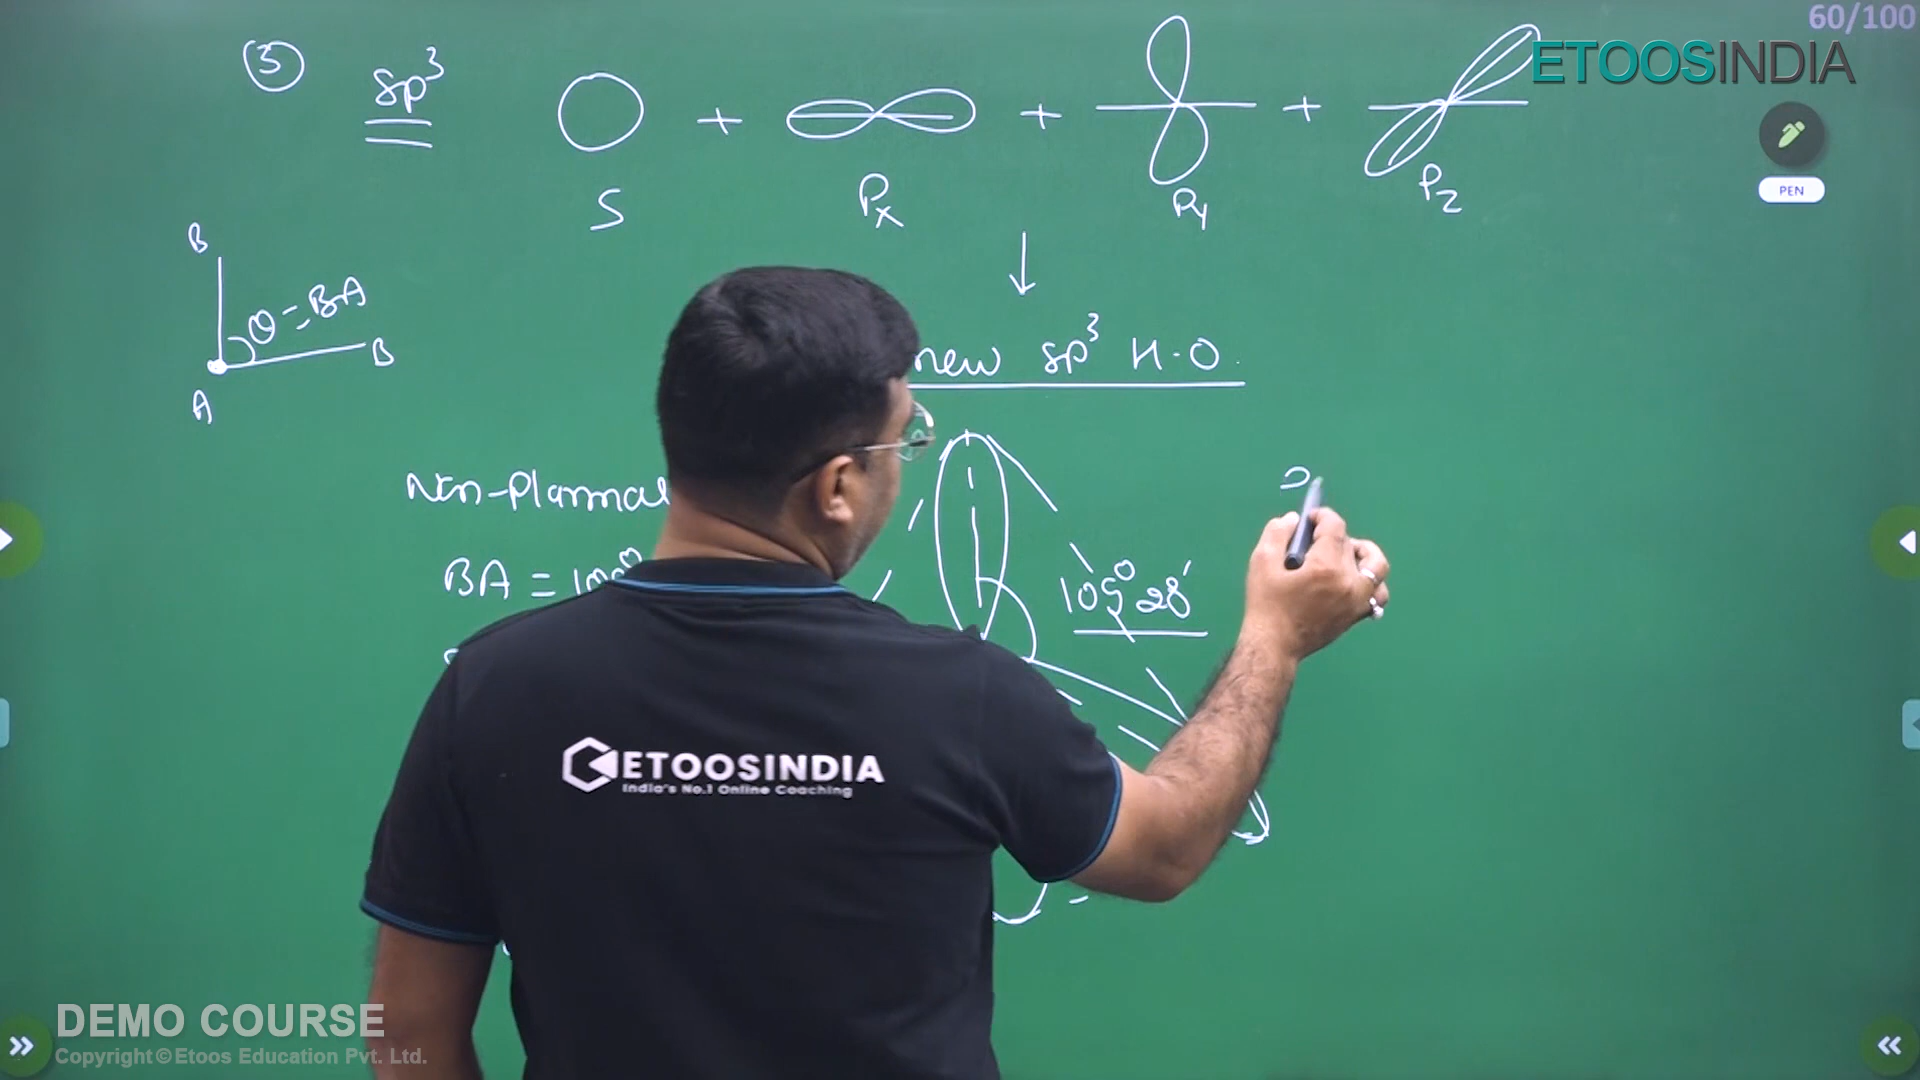 60/100
ETOOSINDIA
PEN
③ sp³ + + +
S Px Py Pz
B
θ = BA
B
A
new sp³ H.O.
Non-Planar
BA = 109°
109°28'
ETOOSINDIA
India's No.1 Online Coaching
DEMO COURSE
Copyright © Etoos Education Pvt. Ltd.